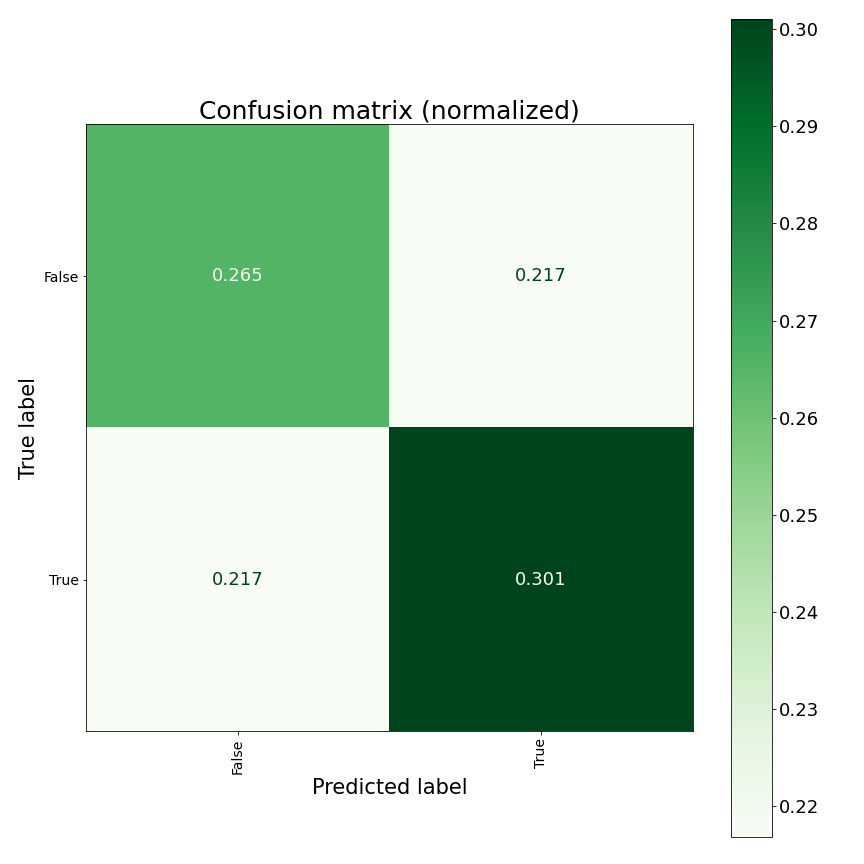 Confusion matrix (normalized)
True label
False
True
0.265
0.217
0.217
0.301
False
True
Predicted label
0.30
0.29
0.28
0.27
0.26
0.25
0.24
0.23
0.22